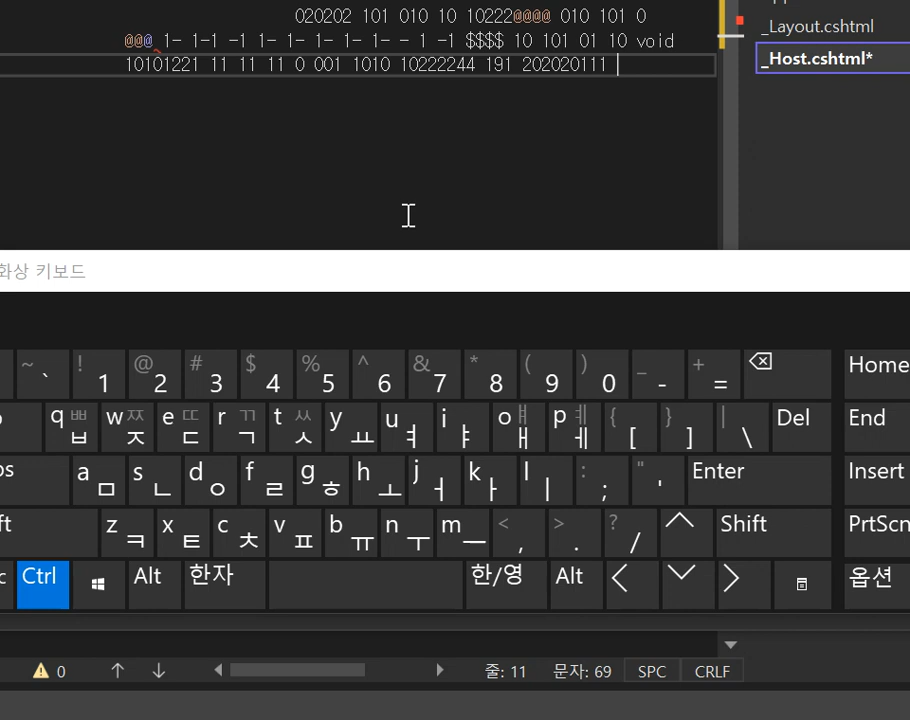 020202 101 010 10 10222@@@@ 010 101 0
@@@ 1- 1-1 -1 1- 1- 1- 1- 1- - 1 -1 $$$$ 10 101 01 10 void
10101221 11 11 11 0 001 1010 10222244 191 202020111
_Layout.cshtml
_Host.cshtml*
화상 키보드
~ ` ! 1 @ 2 # 3 $ 4 % 5 ^ 6 & 7 * 8 ( 9 ) 0 _ - + = Home
q ㅃ ㅂ w ㅉ ㅈ e ㄸ ㄷ r ㄲ ㄱ t ㅆ ㅅ y ㅛ u ㅕ i ㅑ o ㅒ ㅐ p ㅖ ㅔ { [ } ] | \ Del End
a ㅁ s ㄴ d ㅇ f ㄹ g ㅎ h ㅗ j ㅓ k ㅏ l ㅣ : ; " ' Enter Insert
z ㅋ x ㅌ c ㅊ v ㅍ b ㅠ n ㅜ m ㅡ < , > . ? / Shift PrtScn
Ctrl Alt 한자 한/영 Alt 옵션
0 줄: 11 문자: 69 SPC CRLF